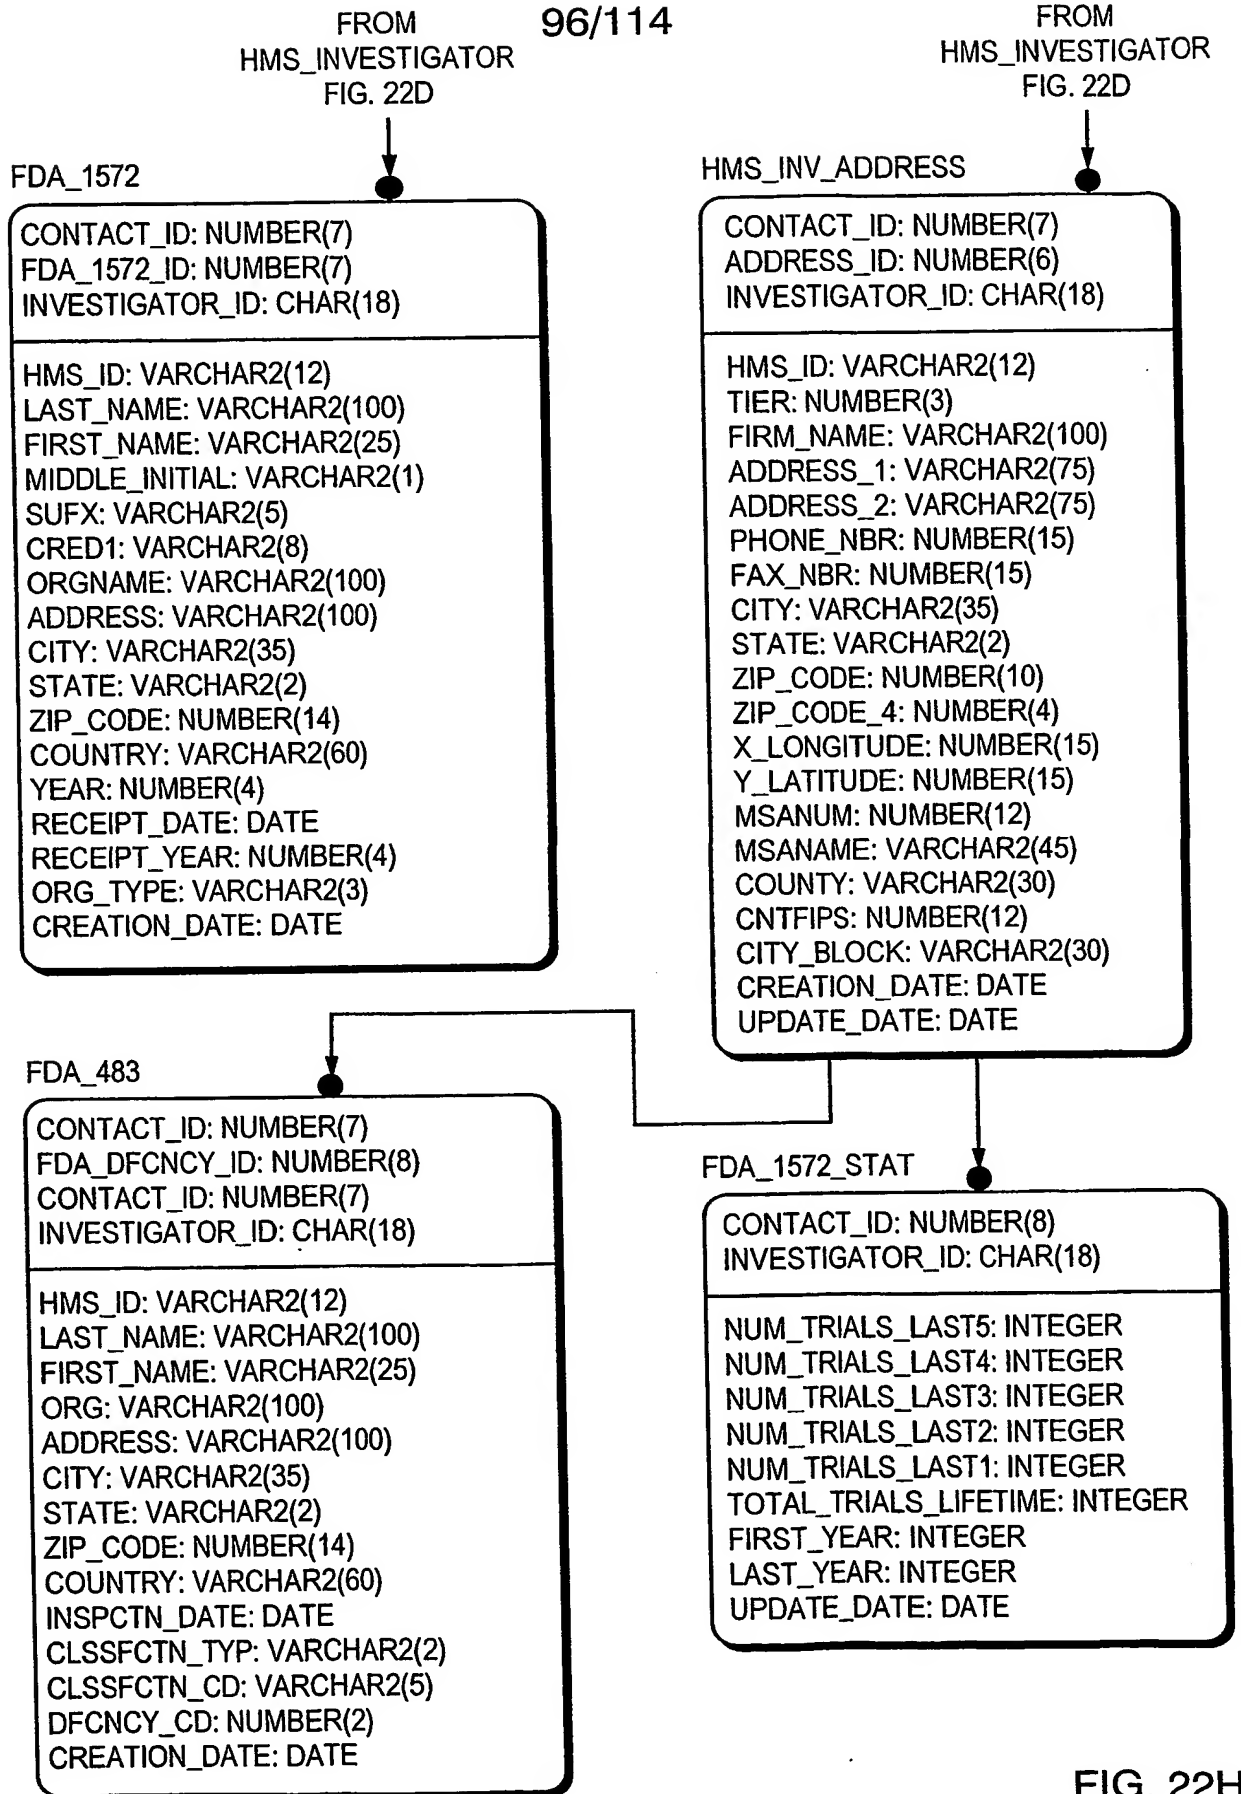 96/114
FROM
HMS_INVESTIGATOR
FIG. 22D
FROM
HMS_INVESTIGATOR
FIG. 22D
FDA_1572
CONTACT_ID: NUMBER(7)
FDA_1572_ID: NUMBER(7)
INVESTIGATOR_ID: CHAR(18)
HMS_ID: VARCHAR2(12)
LAST_NAME: VARCHAR2(100)
FIRST_NAME: VARCHAR2(25)
MIDDLE_INITIAL: VARCHAR2(1)
SUFX: VARCHAR2(5)
CRED1: VARCHAR2(8)
ORGNAME: VARCHAR2(100)
ADDRESS: VARCHAR2(100)
CITY: VARCHAR2(35)
STATE: VARCHAR2(2)
ZIP_CODE: NUMBER(14)
COUNTRY: VARCHAR2(60)
YEAR: NUMBER(4)
RECEIPT_DATE: DATE
RECEIPT_YEAR: NUMBER(4)
ORG_TYPE: VARCHAR2(3)
CREATION_DATE: DATE
HMS_INV_ADDRESS
CONTACT_ID: NUMBER(7)
ADDRESS_ID: NUMBER(6)
INVESTIGATOR_ID: CHAR(18)
HMS_ID: VARCHAR2(12)
TIER: NUMBER(3)
FIRM_NAME: VARCHAR2(100)
ADDRESS_1: VARCHAR2(75)
ADDRESS_2: VARCHAR2(75)
PHONE_NBR: NUMBER(15)
FAX_NBR: NUMBER(15)
CITY: VARCHAR2(35)
STATE: VARCHAR2(2)
ZIP_CODE: NUMBER(10)
ZIP_CODE_4: NUMBER(4)
X_LONGITUDE: NUMBER(15)
Y_LATITUDE: NUMBER(15)
MSANUM: NUMBER(12)
MSANAME: VARCHAR2(45)
COUNTY: VARCHAR2(30)
CNTFIPS: NUMBER(12)
CITY_BLOCK: VARCHAR2(30)
CREATION_DATE: DATE
UPDATE_DATE: DATE
FDA_483
CONTACT_ID: NUMBER(7)
FDA_DFCNCY_ID: NUMBER(8)
CONTACT_ID: NUMBER(7)
INVESTIGATOR_ID: CHAR(18)
HMS_ID: VARCHAR2(12)
LAST_NAME: VARCHAR2(100)
FIRST_NAME: VARCHAR2(25)
ORG: VARCHAR2(100)
ADDRESS: VARCHAR2(100)
CITY: VARCHAR2(35)
STATE: VARCHAR2(2)
ZIP_CODE: NUMBER(14)
COUNTRY: VARCHAR2(60)
INSPCTN_DATE: DATE
CLSSFCTN_TYP: VARCHAR2(2)
CLSSFCTN_CD: VARCHAR2(5)
DFCNCY_CD: NUMBER(2)
CREATION_DATE: DATE
FDA_1572_STAT
CONTACT_ID: NUMBER(8)
INVESTIGATOR_ID: CHAR(18)
NUM_TRIALS_LAST5: INTEGER
NUM_TRIALS_LAST4: INTEGER
NUM_TRIALS_LAST3: INTEGER
NUM_TRIALS_LAST2: INTEGER
NUM_TRIALS_LAST1: INTEGER
TOTAL_TRIALS_LIFETIME: INTEGER
FIRST_YEAR: INTEGER
LAST_YEAR: INTEGER
UPDATE_DATE: DATE
FIG. 22H